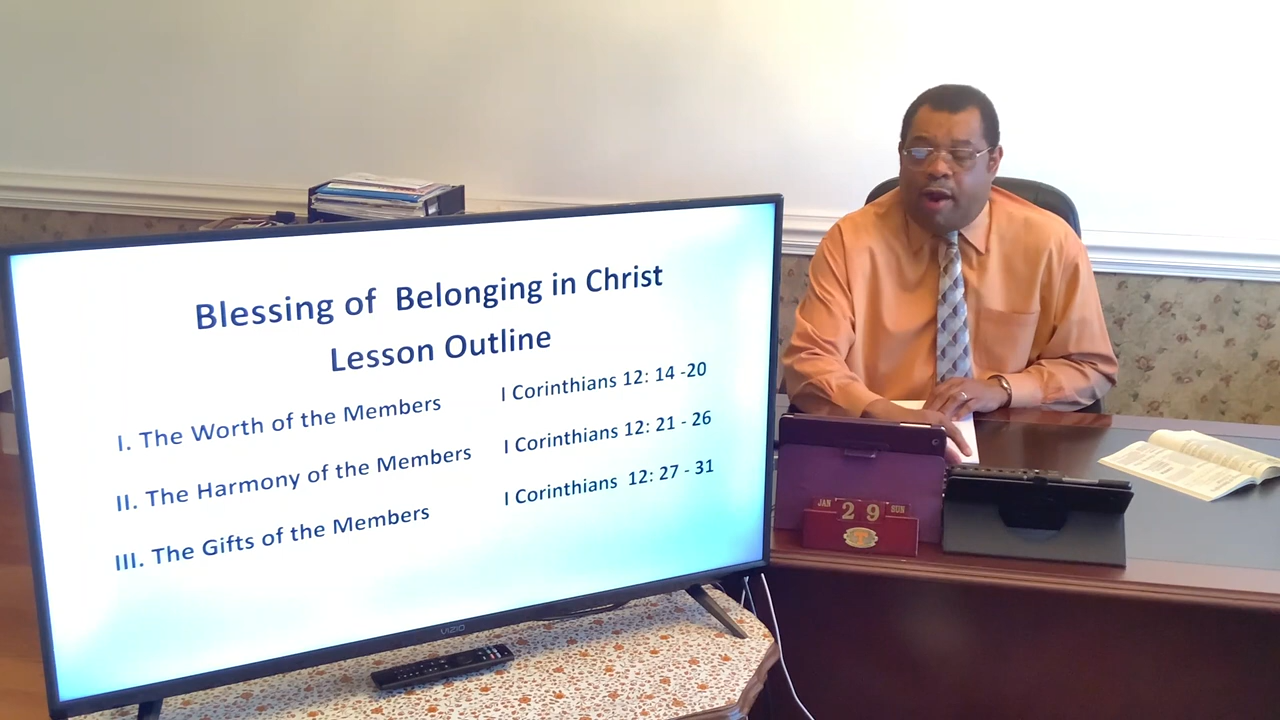 Blessing of Belonging in Christ
Lesson Outline
I. The Worth of the Members I Corinthians 12: 14 -20
II. The Harmony of the Members I Corinthians 12: 21 - 26
III. The Gifts of the Members I Corinthians 12: 27 - 31
VIZIO
JAN 29 SUN